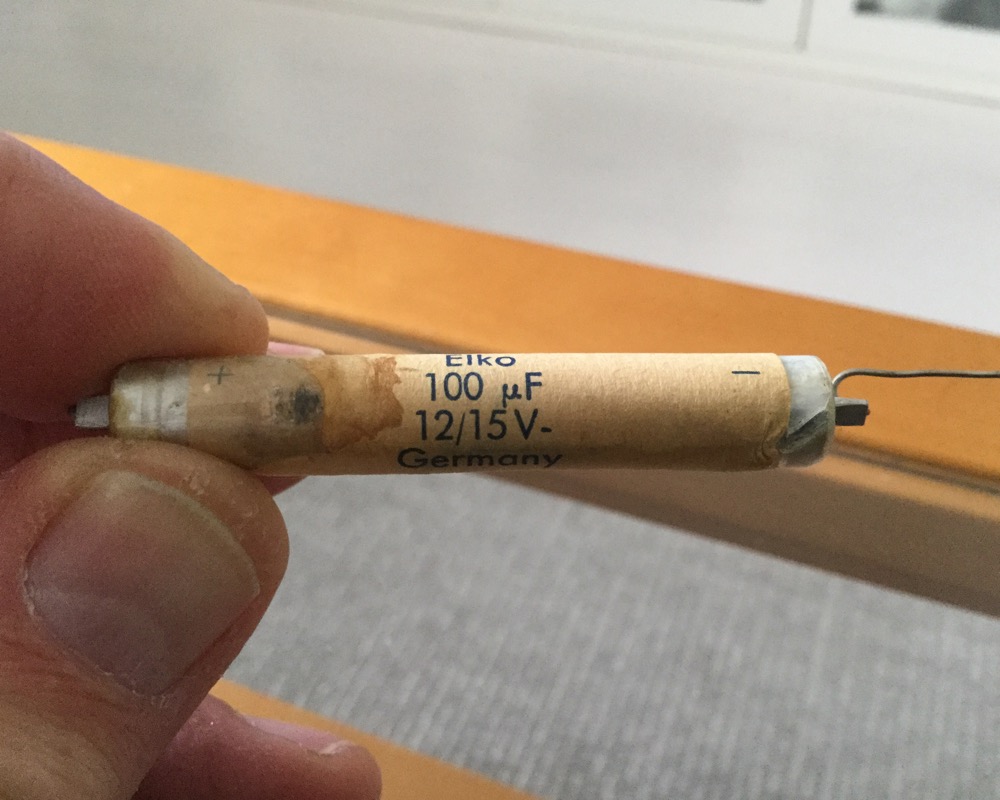 + −
Elko
100 µF
12/15 V-
Germany